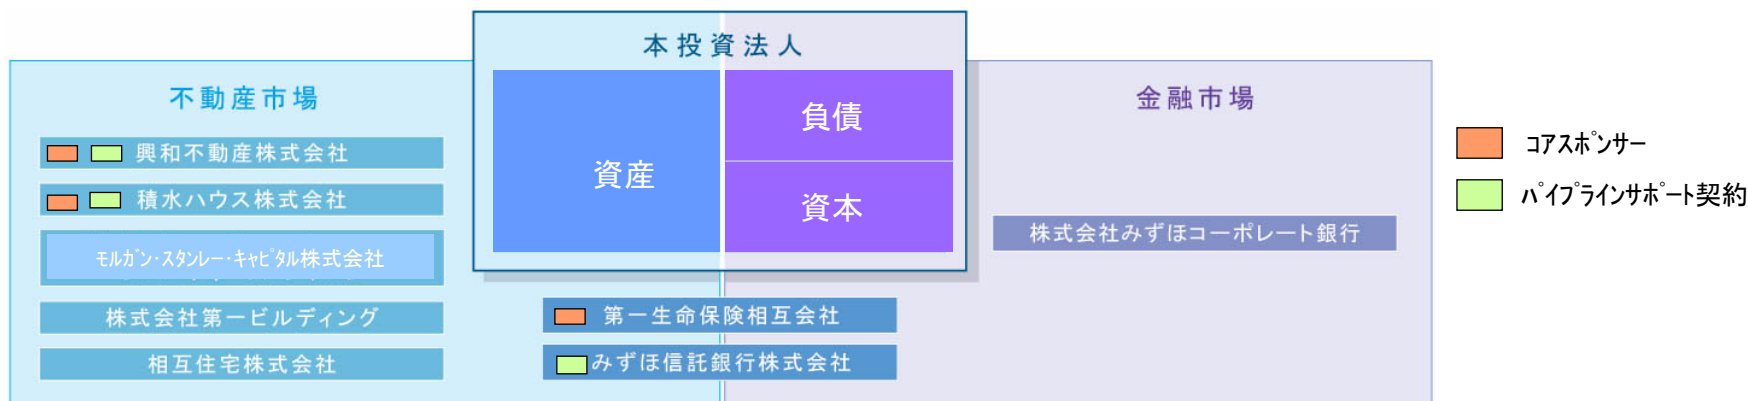 本投資法人
不動産市場
金融市場
資産
負債
資本
興和不動産株式会社
積水ハウス株式会社
ﾓﾙｶﾞﾝ･ｽﾀﾝﾚｰ･ｷｬﾋﾟﾀﾙ株式会社
株式会社第一ビルディング
相互住宅株式会社
第一生命保険相互会社
みずほ信託銀行株式会社
株式会社みずほコーポレート銀行
ｺｱｽﾎﾟﾝｻｰ
ﾊﾟｲﾌﾟﾗｲﾝｻﾎﾟｰﾄ契約